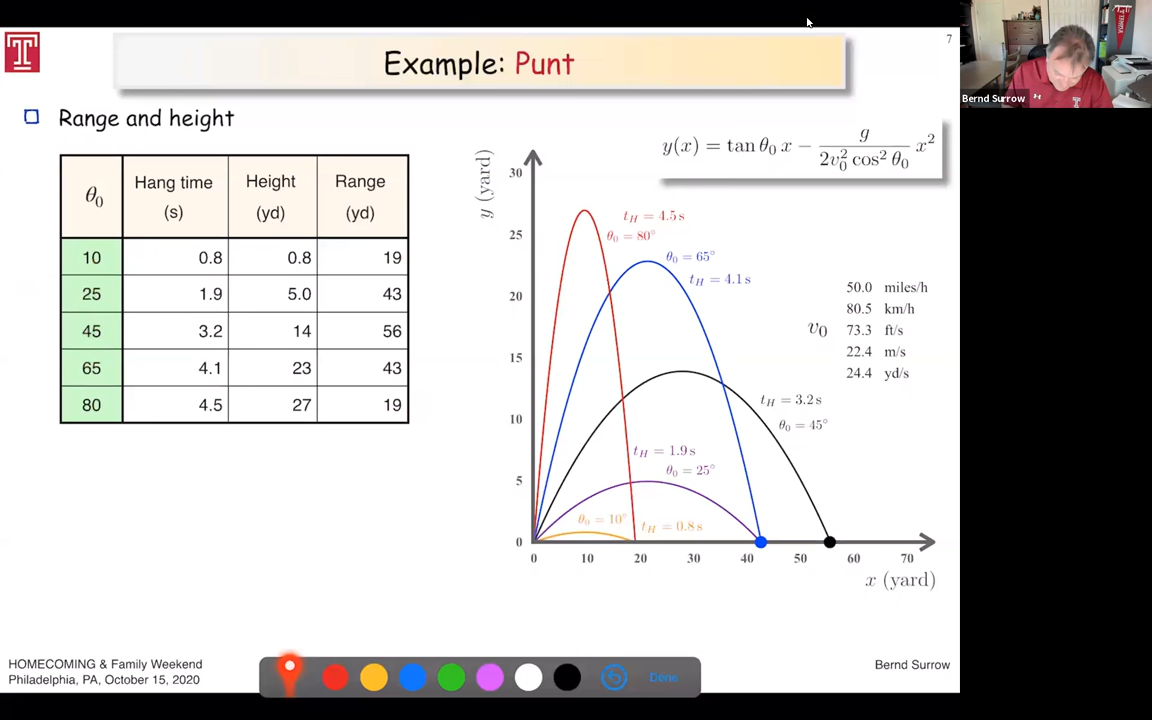 7
Example: Punt
Range and height
θ₀ Hang time (s) Height (yd) Range (yd)
10 0.8 0.8 19
25 1.9 5.0 43
45 3.2 14 56
65 4.1 23 43
80 4.5 27 19
y(x) = tan θ₀ x − g / (2v₀² cos² θ₀) x²
y (yard)
30
25
20
15
10
5
0
t_H = 4.5 s
θ₀ = 80°
θ₀ = 65°
t_H = 4.1 s
t_H = 3.2 s
θ₀ = 45°
t_H = 1.9 s
θ₀ = 25°
θ₀ = 10°
t_H = 0.8 s
v₀
50.0 miles/h
80.5 km/h
73.3 ft/s
22.4 m/s
24.4 yd/s
0 10 20 30 40 50 60 70
x (yard)
HOMECOMING & Family Weekend
Philadelphia, PA, October 15, 2020
Done
Bernd Surrow
Bernd Surrow